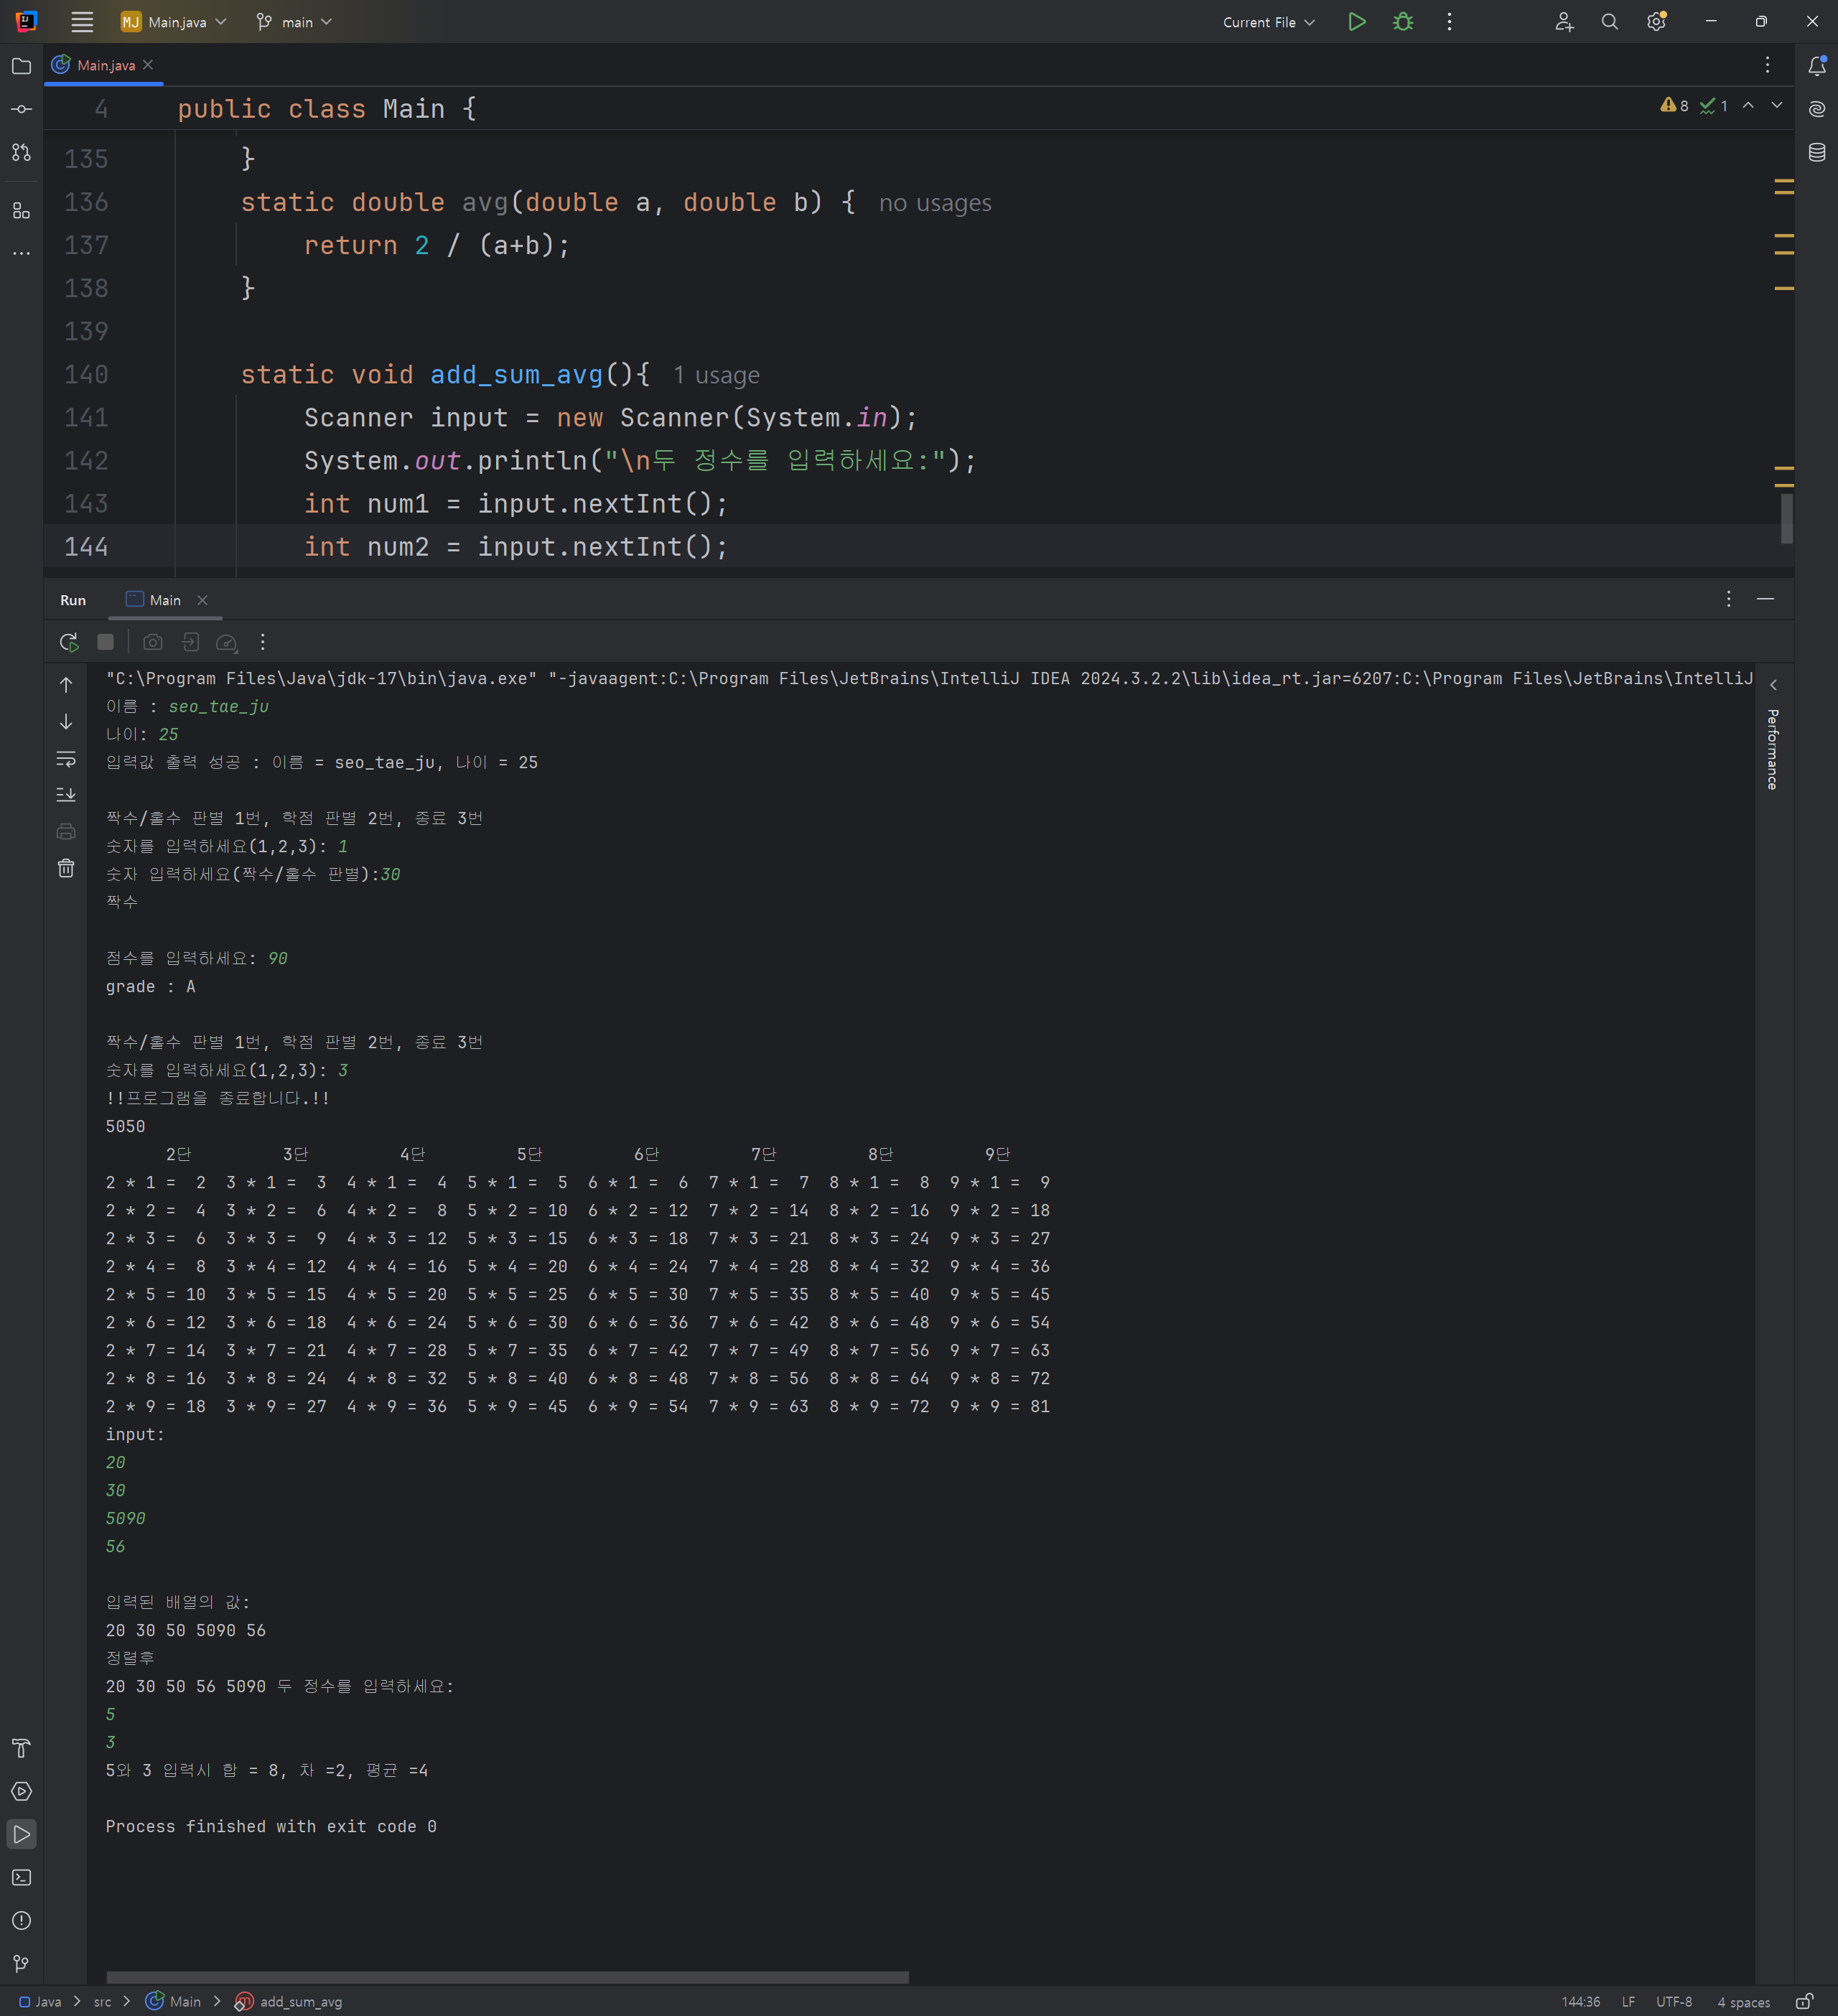 MJ Main.java main Current File
Main.java
4 public class Main { 8 1
135 }
136 static double avg(double a, double b) { no usages
137 return 2 / (a+b);
138 }
139
140 static void add_sum_avg(){ 1 usage
141 Scanner input = new Scanner(System.in);
142 System.out.println("\n두 정수를 입력하세요:");
143 int num1 = input.nextInt();
144 int num2 = input.nextInt();
Run Main
"C:\Program Files\Java\jdk-17\bin\java.exe" "-javaagent:C:\Program Files\JetBrains\IntelliJ IDEA 2024.3.2.2\lib\idea_rt.jar=6207:C:\Program Files\JetBrains\IntelliJ
Performance
이름 : seo_tae_ju
나이: 25
입력값 출력 성공 : 이름 = seo_tae_ju, 나이 = 25
짝수/홀수 판별 1번, 학점 판별 2번, 종료 3번
숫자를 입력하세요(1,2,3): 1
숫자 입력하세요(짝수/홀수 판별):30
짝수
점수를 입력하세요: 90
grade : A
짝수/홀수 판별 1번, 학점 판별 2번, 종료 3번
숫자를 입력하세요(1,2,3): 3
!!프로그램을 종료합니다.!!
5050
2단 3단 4단 5단 6단 7단 8단 9단
2 * 1 = 2 3 * 1 = 3 4 * 1 = 4 5 * 1 = 5 6 * 1 = 6 7 * 1 = 7 8 * 1 = 8 9 * 1 = 9
2 * 2 = 4 3 * 2 = 6 4 * 2 = 8 5 * 2 = 10 6 * 2 = 12 7 * 2 = 14 8 * 2 = 16 9 * 2 = 18
2 * 3 = 6 3 * 3 = 9 4 * 3 = 12 5 * 3 = 15 6 * 3 = 18 7 * 3 = 21 8 * 3 = 24 9 * 3 = 27
2 * 4 = 8 3 * 4 = 12 4 * 4 = 16 5 * 4 = 20 6 * 4 = 24 7 * 4 = 28 8 * 4 = 32 9 * 4 = 36
2 * 5 = 10 3 * 5 = 15 4 * 5 = 20 5 * 5 = 25 6 * 5 = 30 7 * 5 = 35 8 * 5 = 40 9 * 5 = 45
2 * 6 = 12 3 * 6 = 18 4 * 6 = 24 5 * 6 = 30 6 * 6 = 36 7 * 6 = 42 8 * 6 = 48 9 * 6 = 54
2 * 7 = 14 3 * 7 = 21 4 * 7 = 28 5 * 7 = 35 6 * 7 = 42 7 * 7 = 49 8 * 7 = 56 9 * 7 = 63
2 * 8 = 16 3 * 8 = 24 4 * 8 = 32 5 * 8 = 40 6 * 8 = 48 7 * 8 = 56 8 * 8 = 64 9 * 8 = 72
2 * 9 = 18 3 * 9 = 27 4 * 9 = 36 5 * 9 = 45 6 * 9 = 54 7 * 9 = 63 8 * 9 = 72 9 * 9 = 81
input:
20
30
5090
56
입력된 배열의 값:
20 30 50 5090 56
정렬후
20 30 50 56 5090 두 정수를 입력하세요:
5
3
5와 3 입력시 합 = 8, 차 =2, 평균 =4
Process finished with exit code 0
Java > src > Main > add_sum_avg 144:36 LF UTF-8 4 spaces